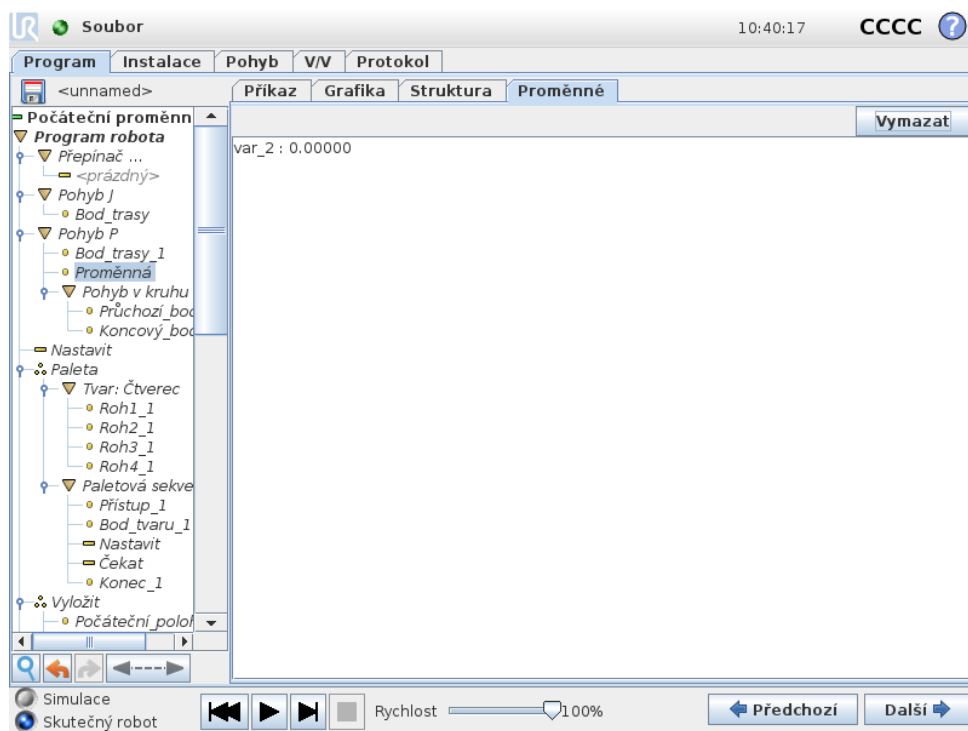 UR Soubor 10:40:17 CCCC ?
Program Instalace Pohyb V/V Protokol
<unnamed> Příkaz Grafika Struktura Proměnné
Počáteční proměnn Vymazat
Program robota
var_2 : 0.00000
Přepínač ...
<prázdný>
Pohyb J
Bod_trasy
Pohyb P
Bod_trasy_1
Proměnná
Pohyb v kruhu
Průchozí_bod
Koncový_bod
Nastavit
Paleta
Tvar: Čtverec
Roh1_1
Roh2_1
Roh3_1
Roh4_1
Paletová sekve
Přístup_1
Bod_tvaru_1
Nastavit
Čekat
Konec_1
Vyložit
Počáteční_poloh
Simulace
Skutečný robot
Rychlost 100%
Předchozí Další